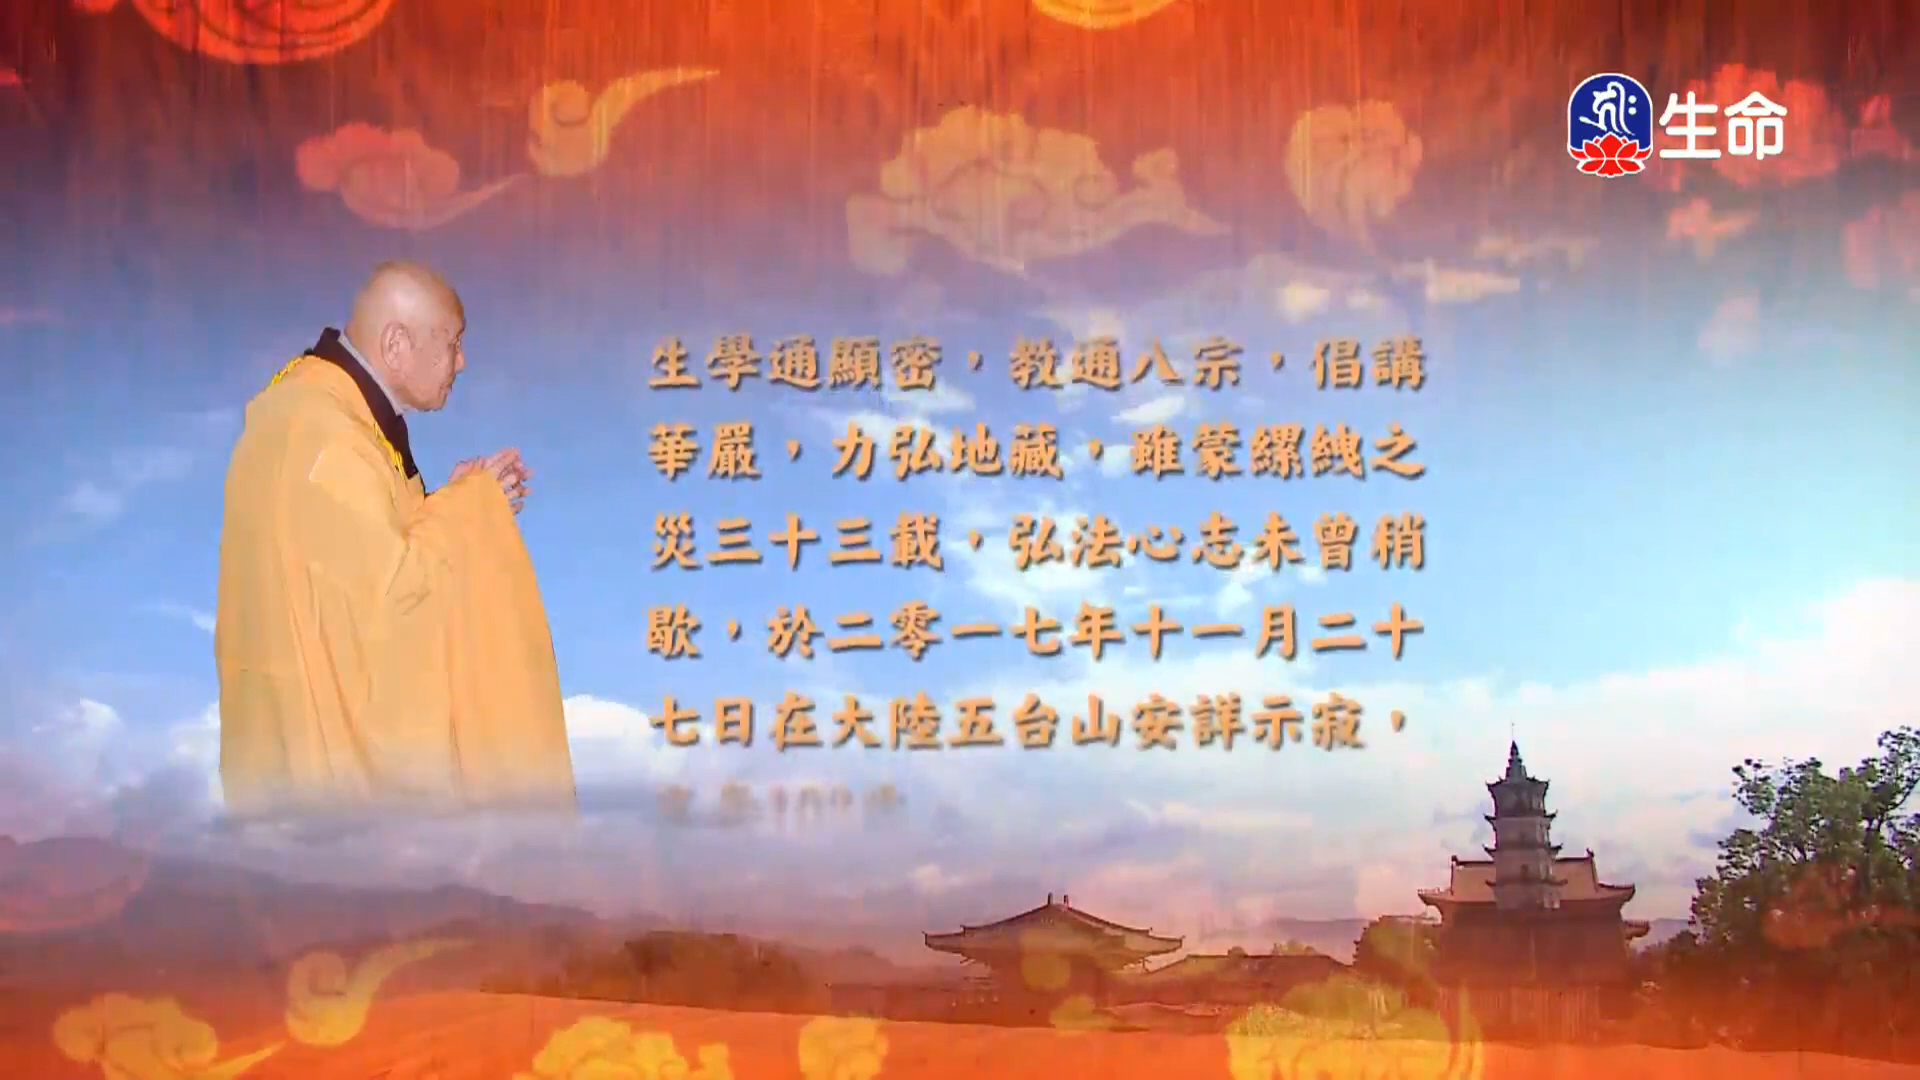 生命
生學通顯密，教通八宗，倡講
華嚴，力弘地藏，雖蒙縲絏之
災三十三載，弘法心志未曾稍
歇，於二零一七年十一月二十
七日在大陸五台山安詳示寂，